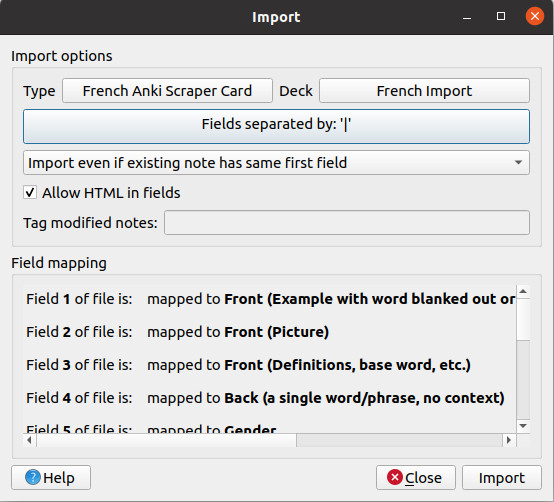 Import
Import options
Type French Anki Scraper Card Deck French Import
Fields separated by: '|'
Import even if existing note has same first field
Allow HTML in fields
Tag modified notes:
Field mapping
Field 1 of file is: mapped to Front (Example with word blanked out or
Field 2 of file is: mapped to Front (Picture)
Field 3 of file is: mapped to Front (Definitions, base word, etc.)
Field 4 of file is: mapped to Back (a single word/phrase, no context)
Field 5 of file is: mapped to Gender
Help Close Import